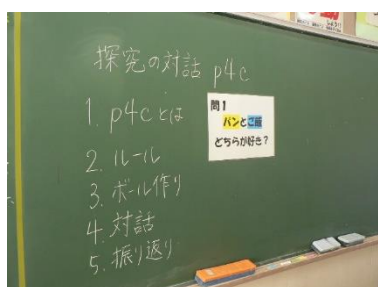 探究の対話 p4c
1. p4cとは
2. ルール
3. ボール作り
4. 対話
5. 振り返り
問1
パンとご飯
どちらが好き？